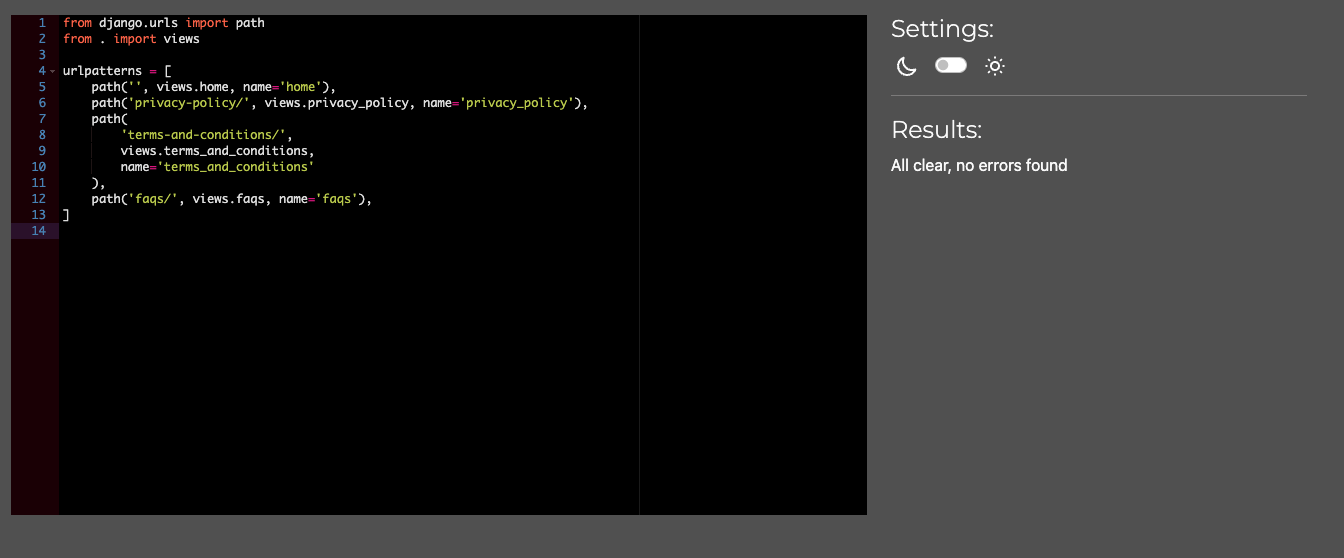 1 from django.urls import path
2 from . import views
3
4 urlpatterns = [
5     path('', views.home, name='home'),
6     path('privacy-policy/', views.privacy_policy, name='privacy_policy'),
7     path(
8         'terms-and-conditions/',
9         views.terms_and_conditions,
10         name='terms_and_conditions'
11     ),
12     path('faqs/', views.faqs, name='faqs'),
13 ]
14
Settings:
Results:
All clear, no errors found